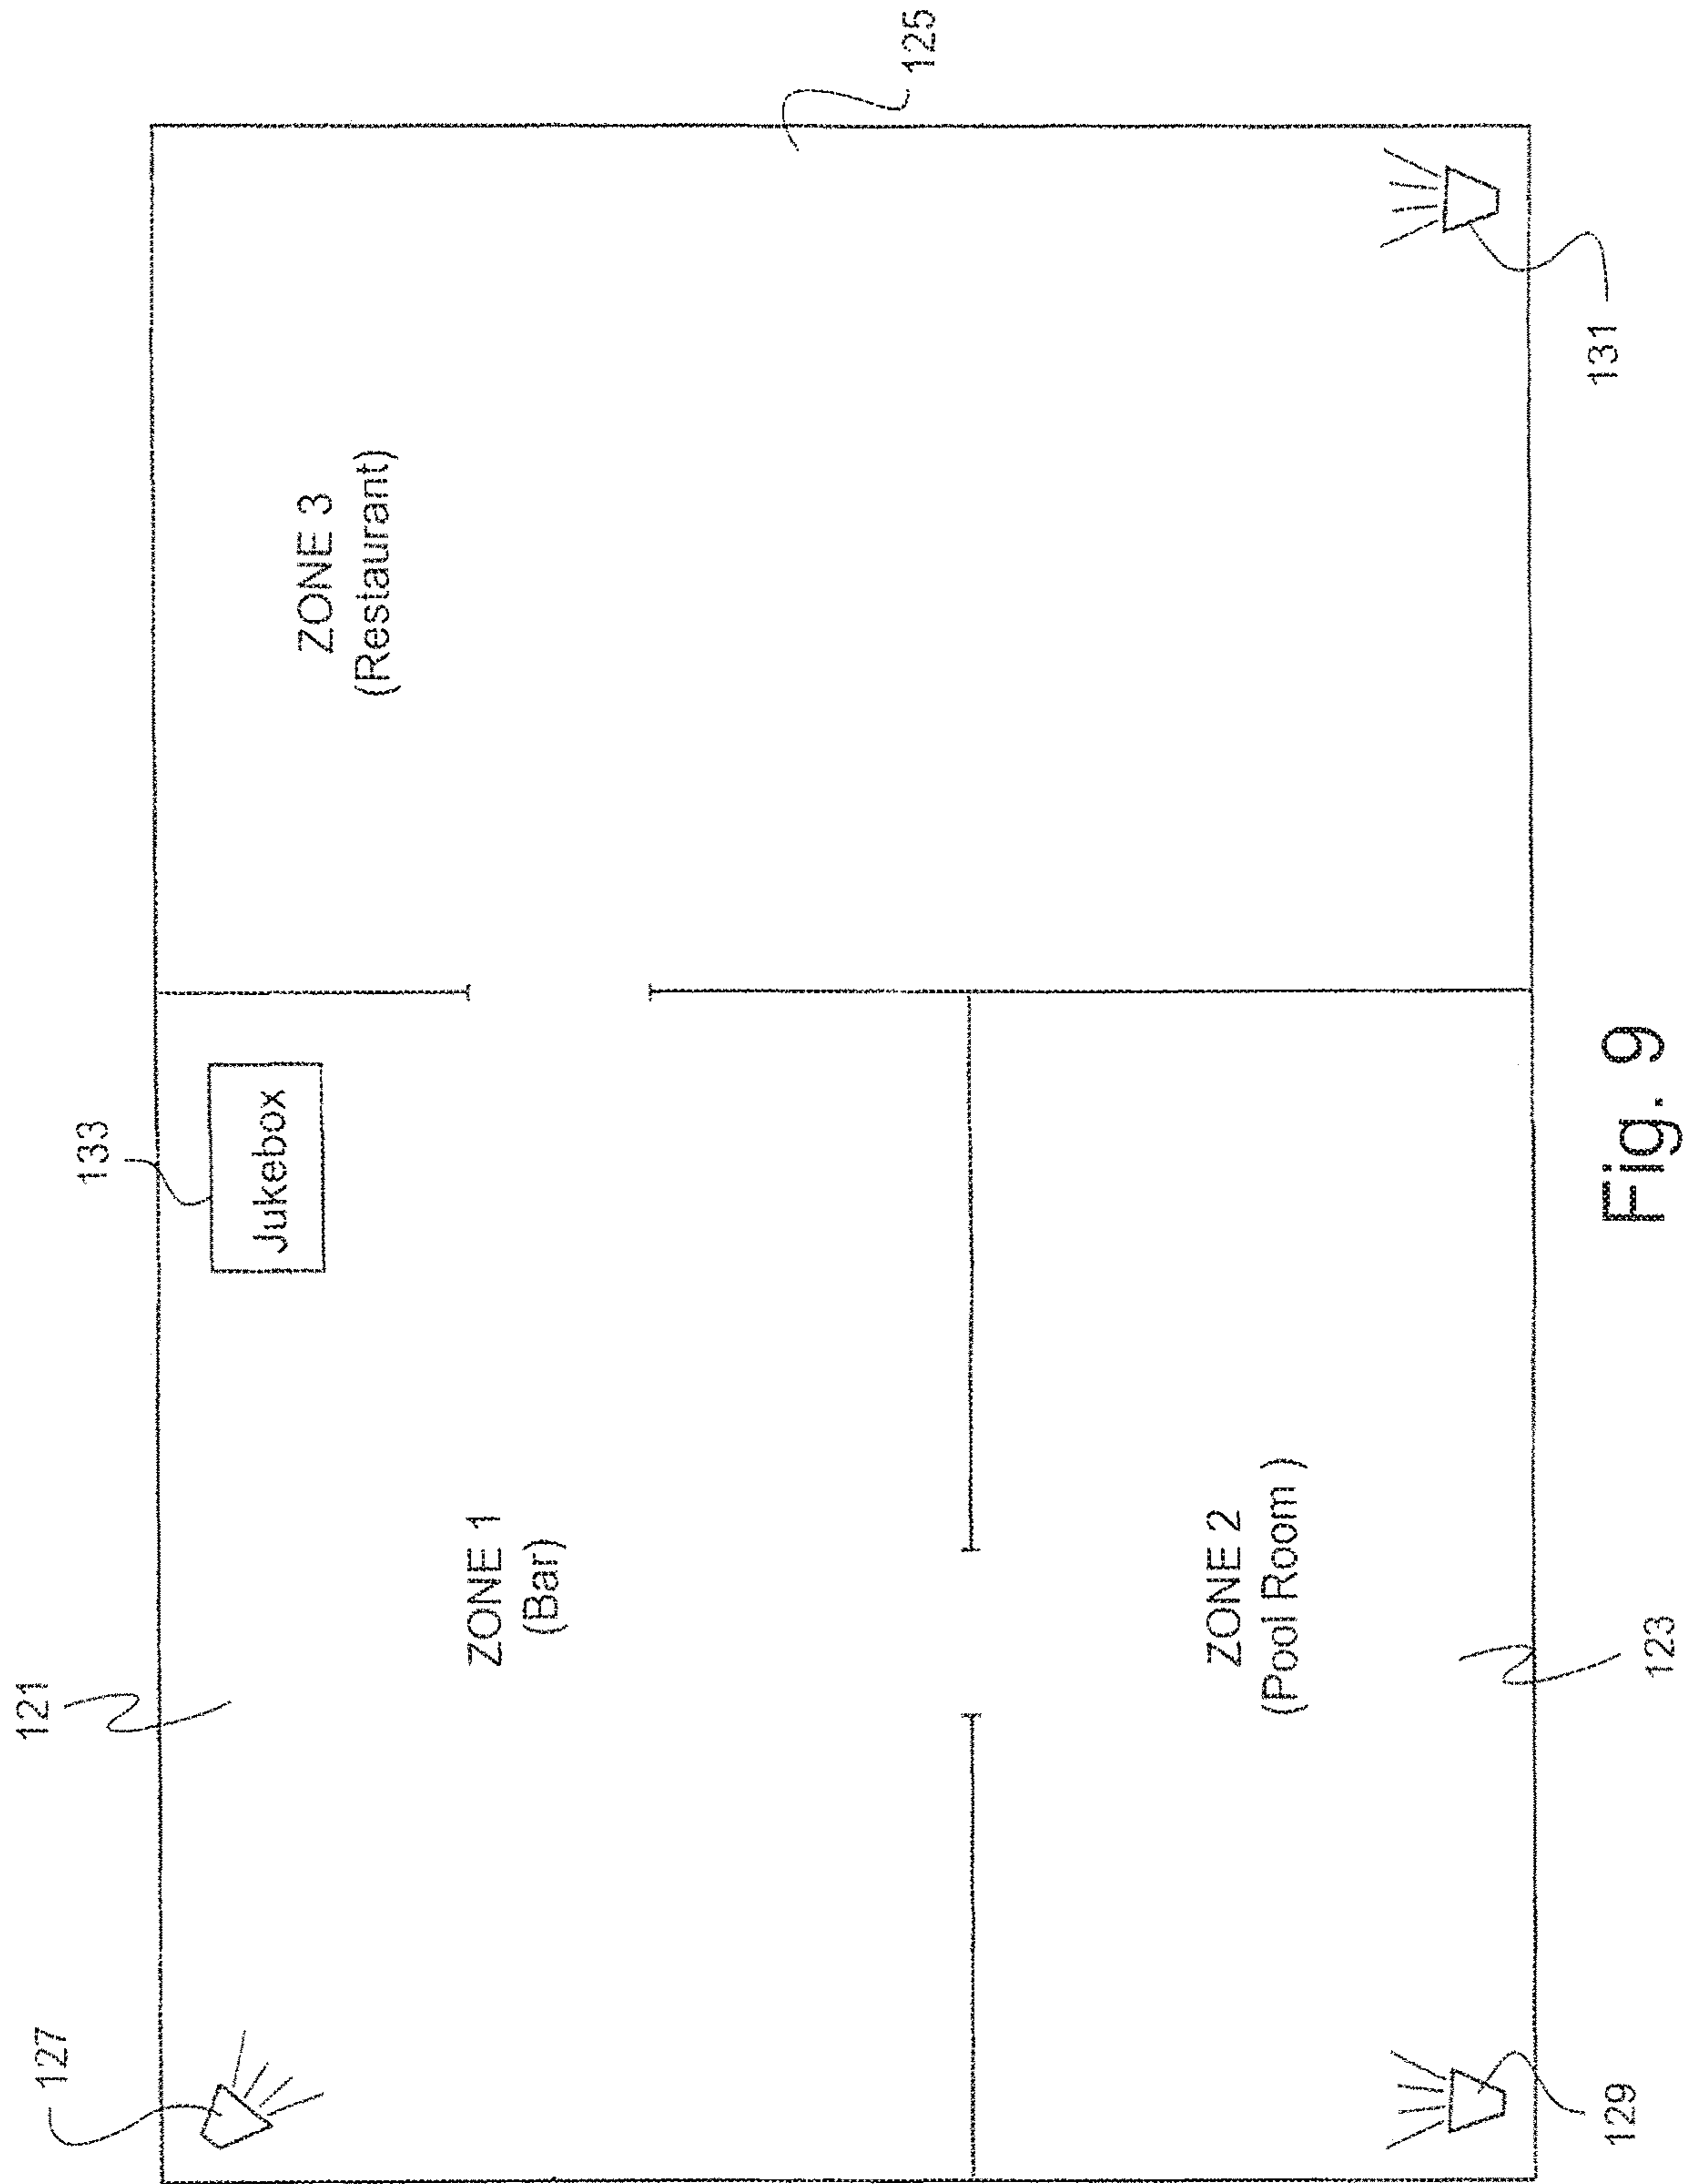 127
121
133
Jukebox
ZONE 1
(Bar)
ZONE 3
(Restaurant)
125
ZONE 2
(Pool Room )
129
123
131
Fig. 9